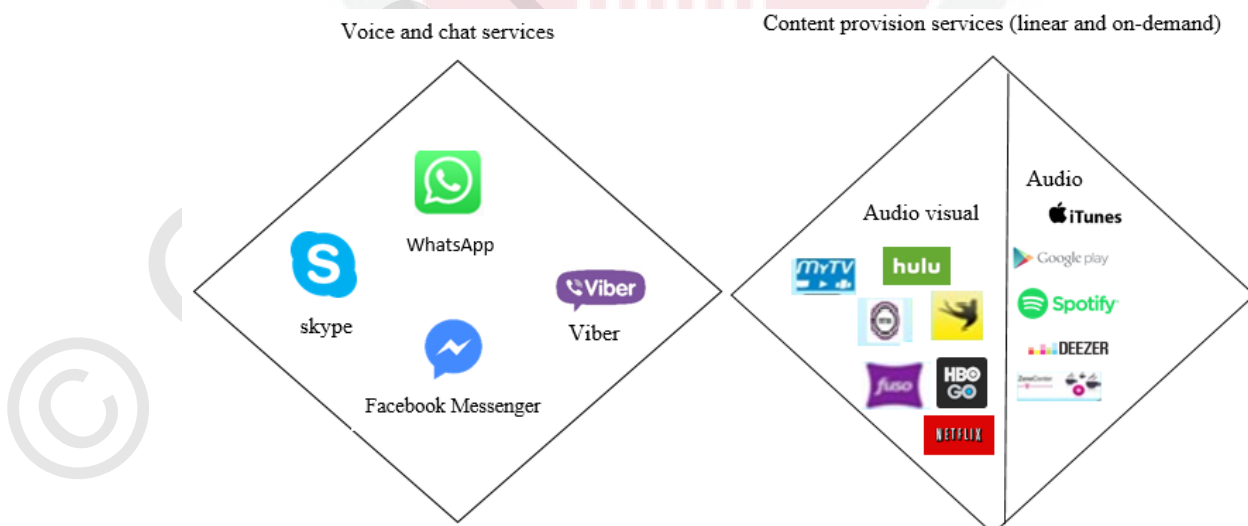 Voice and chat services
WhatsApp
skype
Viber
Viber
Facebook Messenger
Content provision services (linear and on-demand)
Audio visual
MYTV
hulu
fuso
HBO
GO
NETFLIX
Audio
iTunes
Google play
Spotify
DEEZER
ZeneCenter